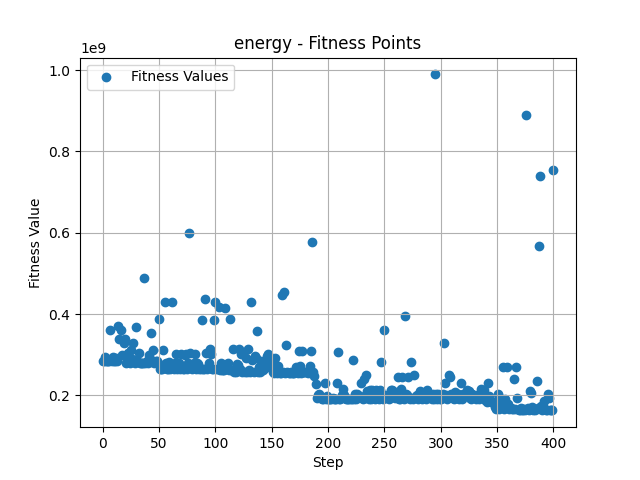 energy - Fitness Points
1e9
Fitness Values
1.0
0.8
0.6
0.4
0.2
Fitness Value
0 50 100 150 200 250 300 350 400
Step